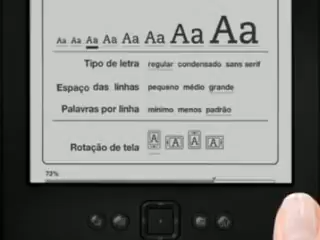 Aa Aa Aa Aa Aa Aa Aa Aa
Tipo de letra regular condensado sans serif
Espaço das linhas pequeno médio grande
Palavras por linha mínimo menos padrão
Rotação de tela A A A A
72%